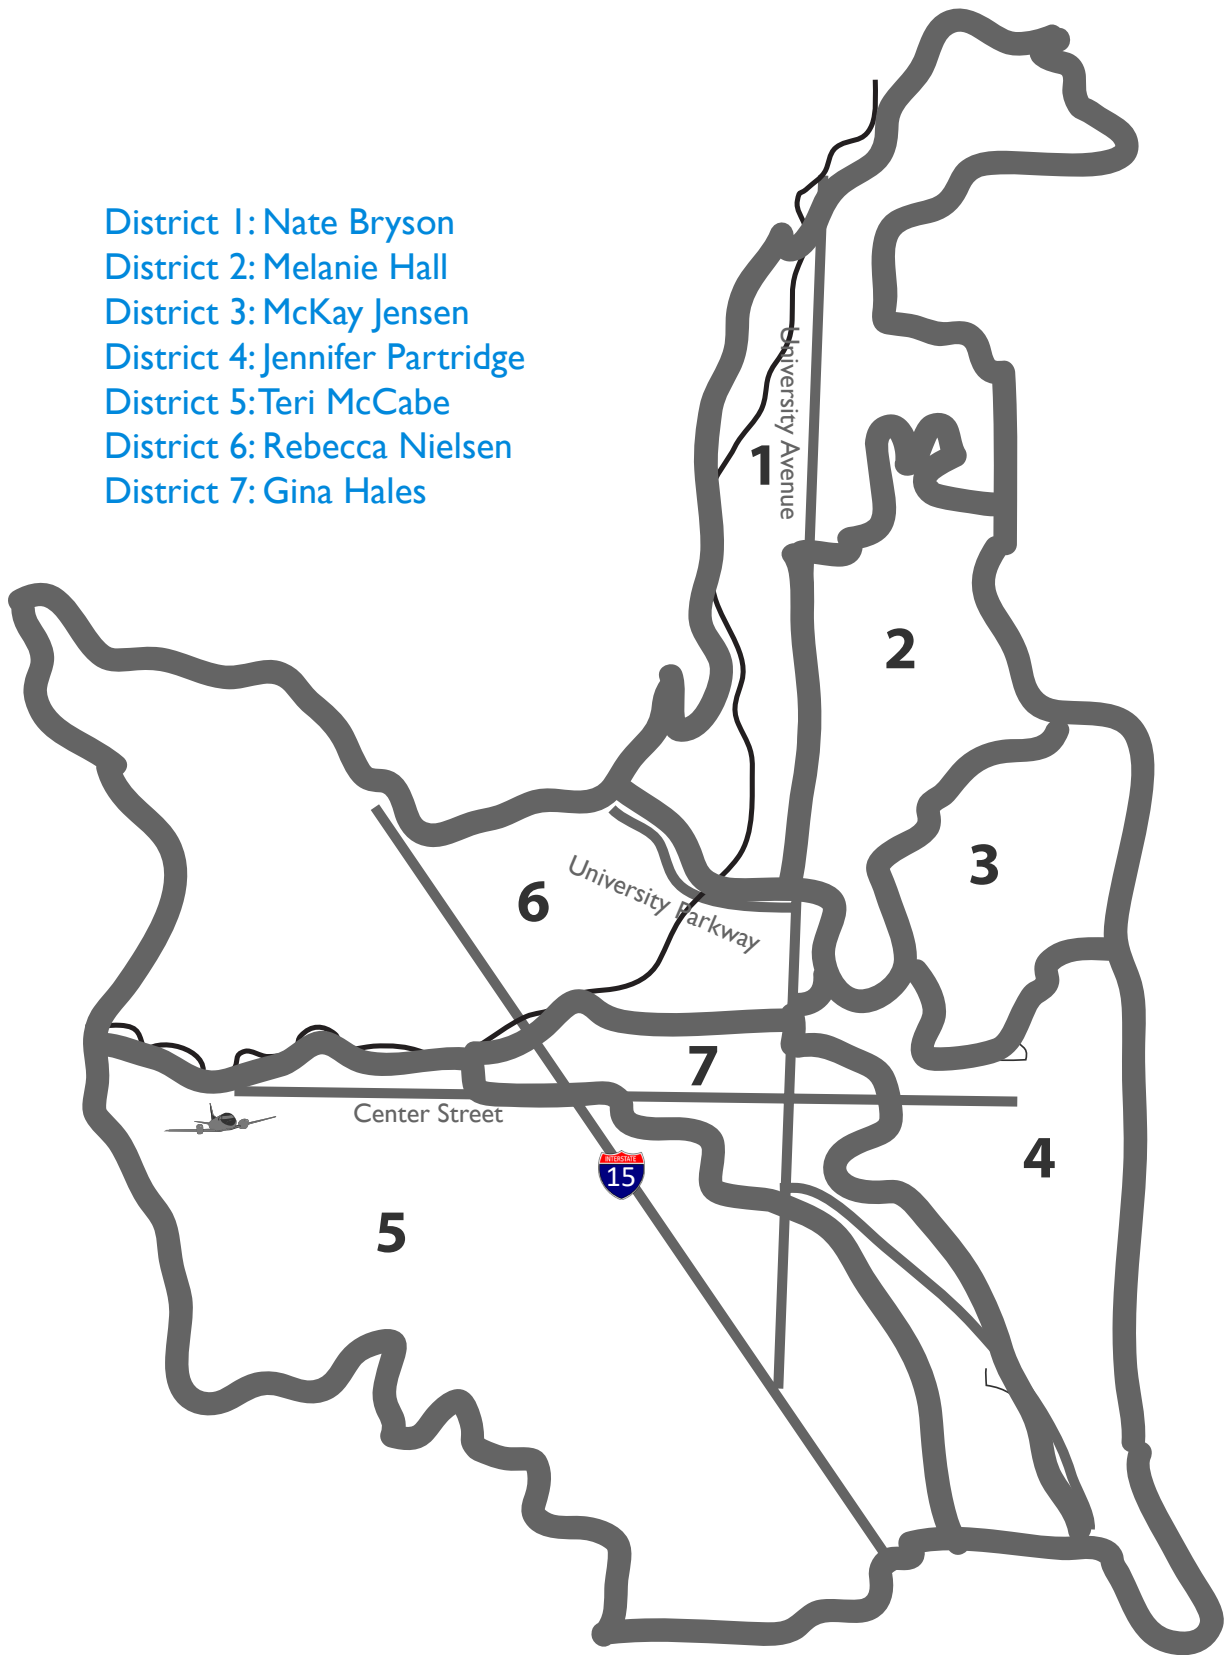 District 1: Nate Bryson
District 2: Melanie Hall
District 3: McKay Jensen
District 4: Jennifer Partridge
District 5: Teri McCabe
District 6: Rebecca Nielsen
District 7: Gina Hales
University Avenue
1
2
3
6
University Parkway
7
Center Street
4
INTERSTATE
15
5